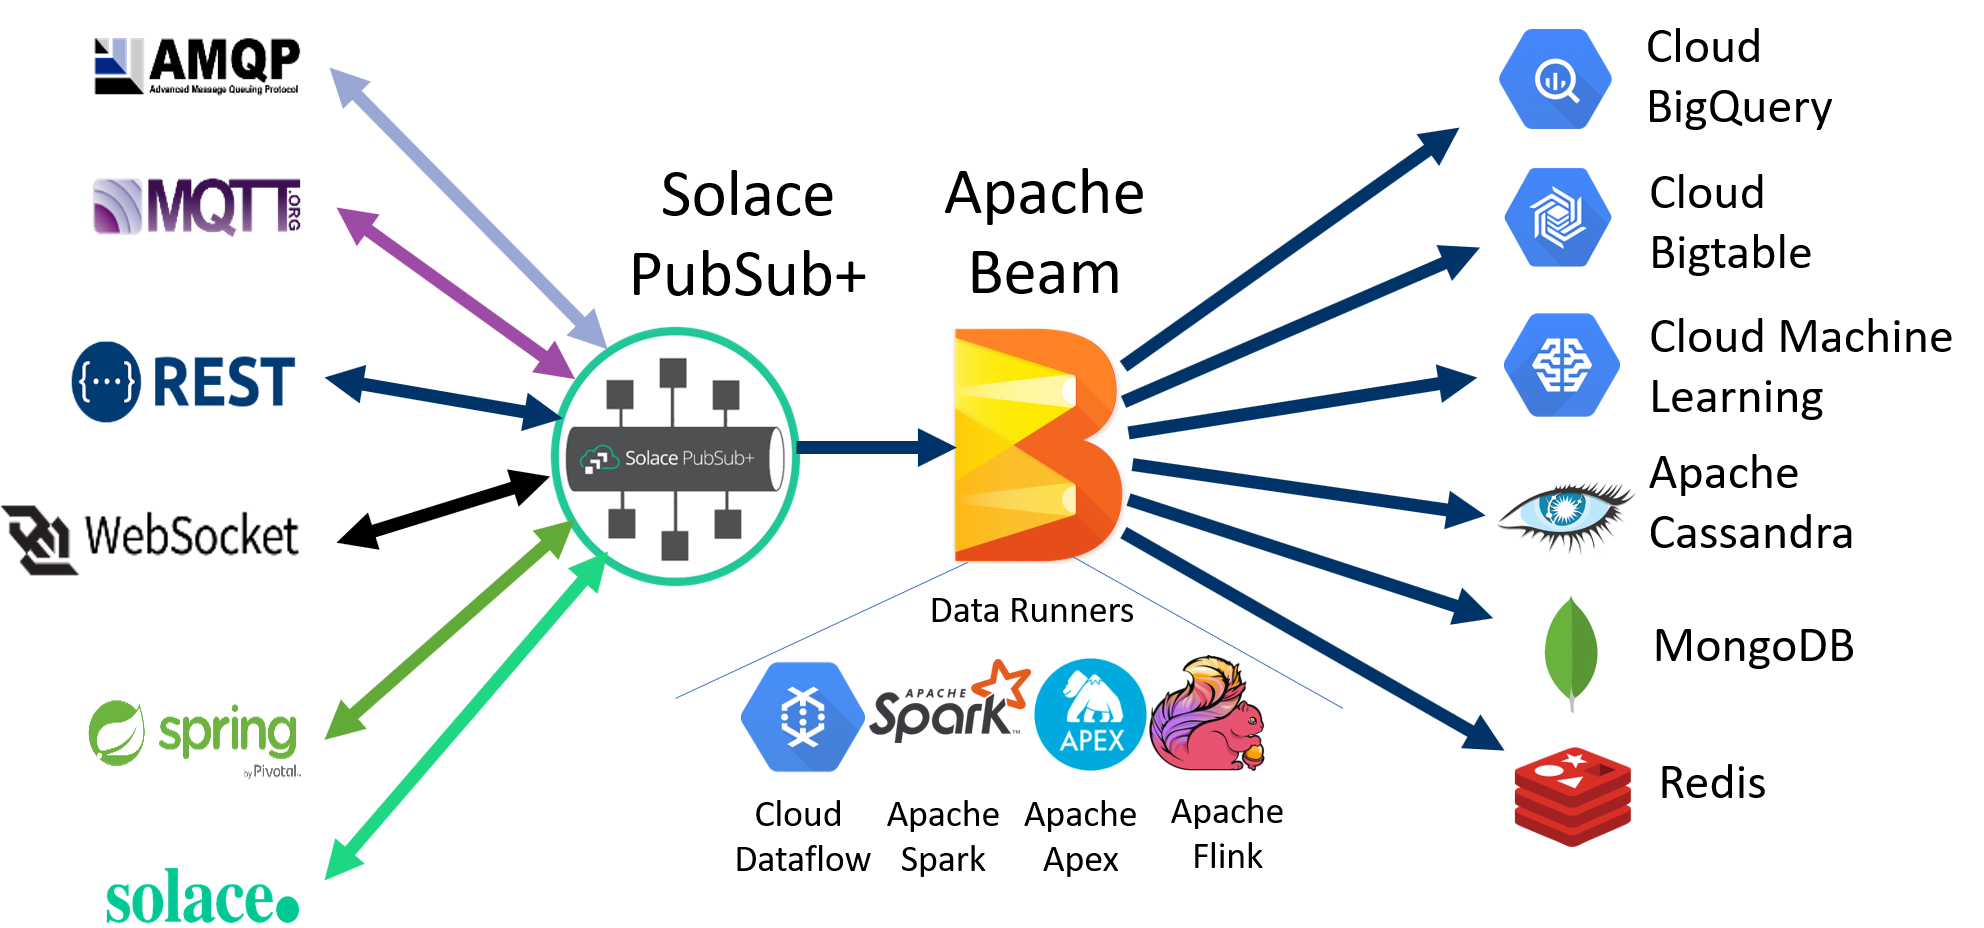 AMQP
Advanced Message Queuing Protocol
MQTT
.ORG
{...} REST
WebSocket
spring
by Pivotal™
solace.
Solace
PubSub+
Solace PubSub+
Apache
Beam
Data Runners
APACHE
Spark™
APEX
Cloud
Dataflow
Apache
Spark
Apache
Apex
Apache
Flink
Cloud
BigQuery
Cloud
Bigtable
Cloud Machine
Learning
Apache
Cassandra
MongoDB
Redis